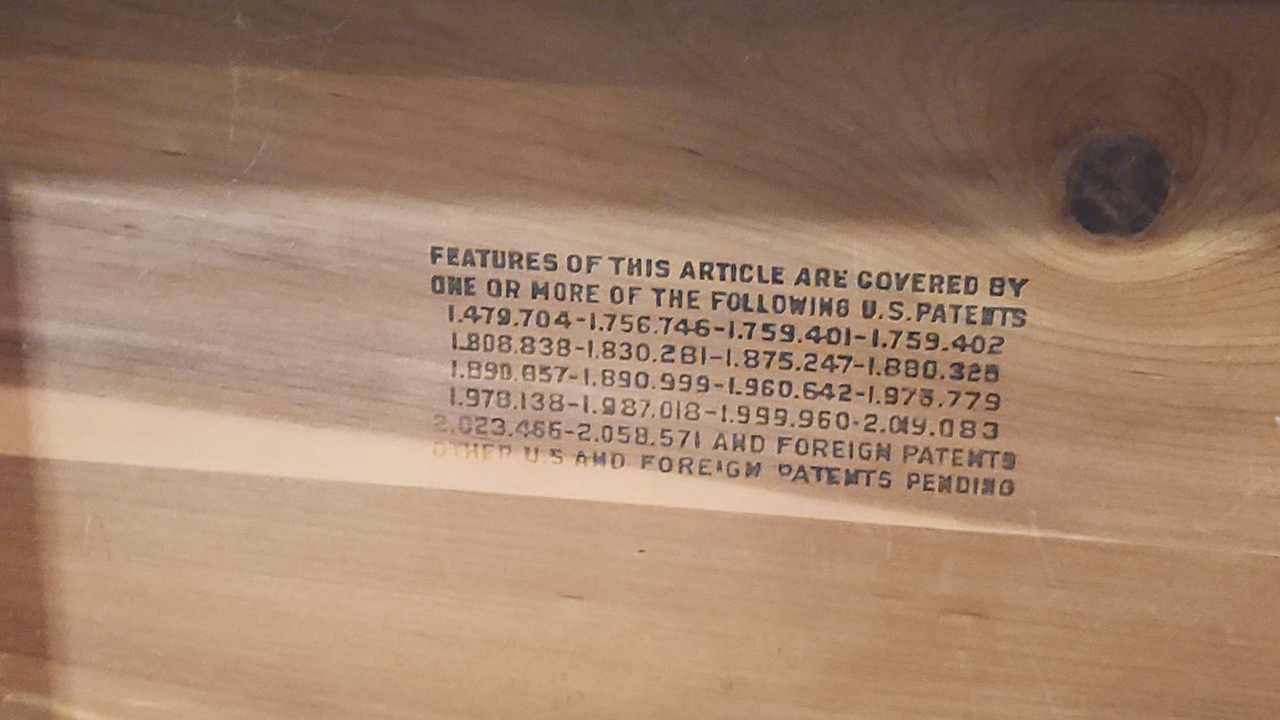 FEATURES OF THIS ARTICLE ARE COVERED BY
ONE OR MORE OF THE FOLLOWING U.S.PATENTS
1.479.704-1.756.746-1.759.401-1.759.402
1.808.838-1.830.281-1.875.247-1.880.325
1.890.857-1.890.999-1.960.642-1.975.779
1.978.138-1.987.018-1.999.960-2.019.083
2.023.466-2.058.571 AND FOREIGN PATENTS
OTHER U.S AND FOREIGN PATENTS PENDING